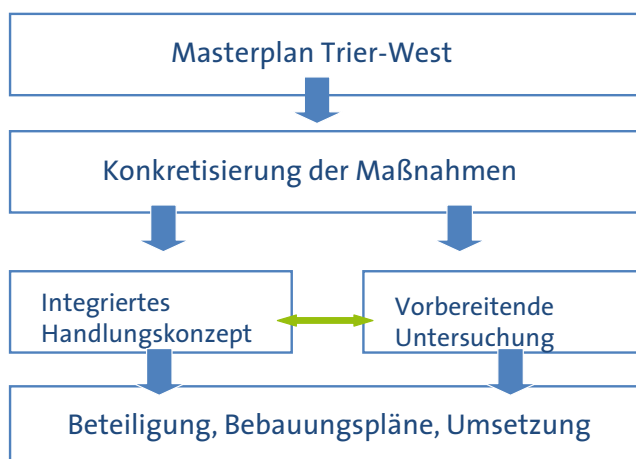 Masterplan Trier-West
Konkretisierung der Maßnahmen
Integriertes
Handlungskonzept
Vorbereitende
Untersuchung
Beteiligung, Bebauungspläne, Umsetzung